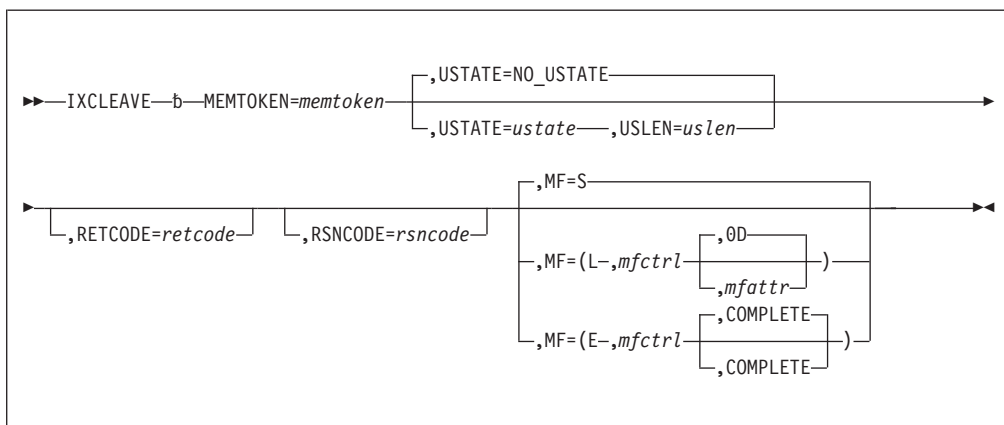 ,USTATE=NO_USTATE
IXCLEAVE ƀ MEMTOKEN=memtoken
,USTATE=ustate ,USLEN=uslen
,MF=S
,RETCODE=retcode ,RSNCODE=rsncode
,0D
,MF=(L ,mfctrl )
,mfattr
,COMPLETE
,MF=(E ,mfctrl )
,COMPLETE